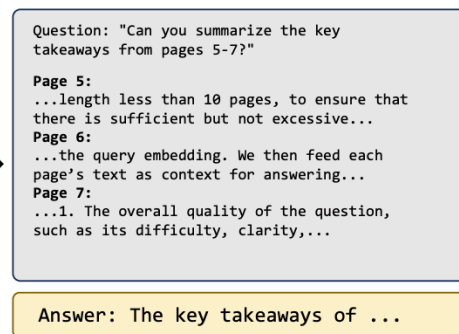 Question: "Can you summarize the key
takeaways from pages 5-7?"
Page 5:
...length less than 10 pages, to ensure that
there is sufficient but not excessive...
Page 6:
...the query embedding. We then feed each
page's text as context for answering...
Page 7:
...1. The overall quality of the question,
such as its difficulty, clarity,...
Answer: The key takeaways of ...